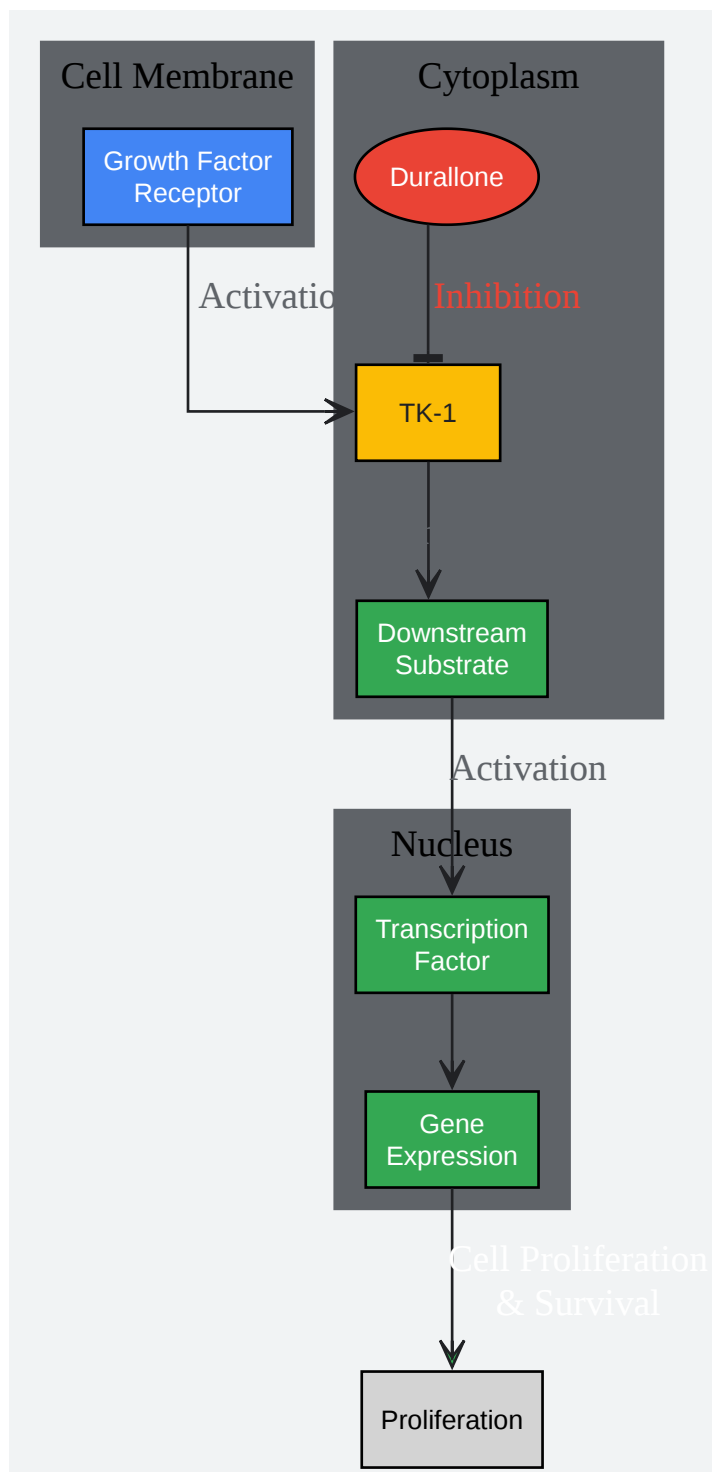 Cell Membrane
Growth Factor
Receptor
Cytoplasm
Durallone
Activatio
Inhibition
TK-1
Downstream
Substrate
Activation
Nucleus
Transcription
Factor
Gene
Expression
Cell Proliferation
& Survival
Proliferation